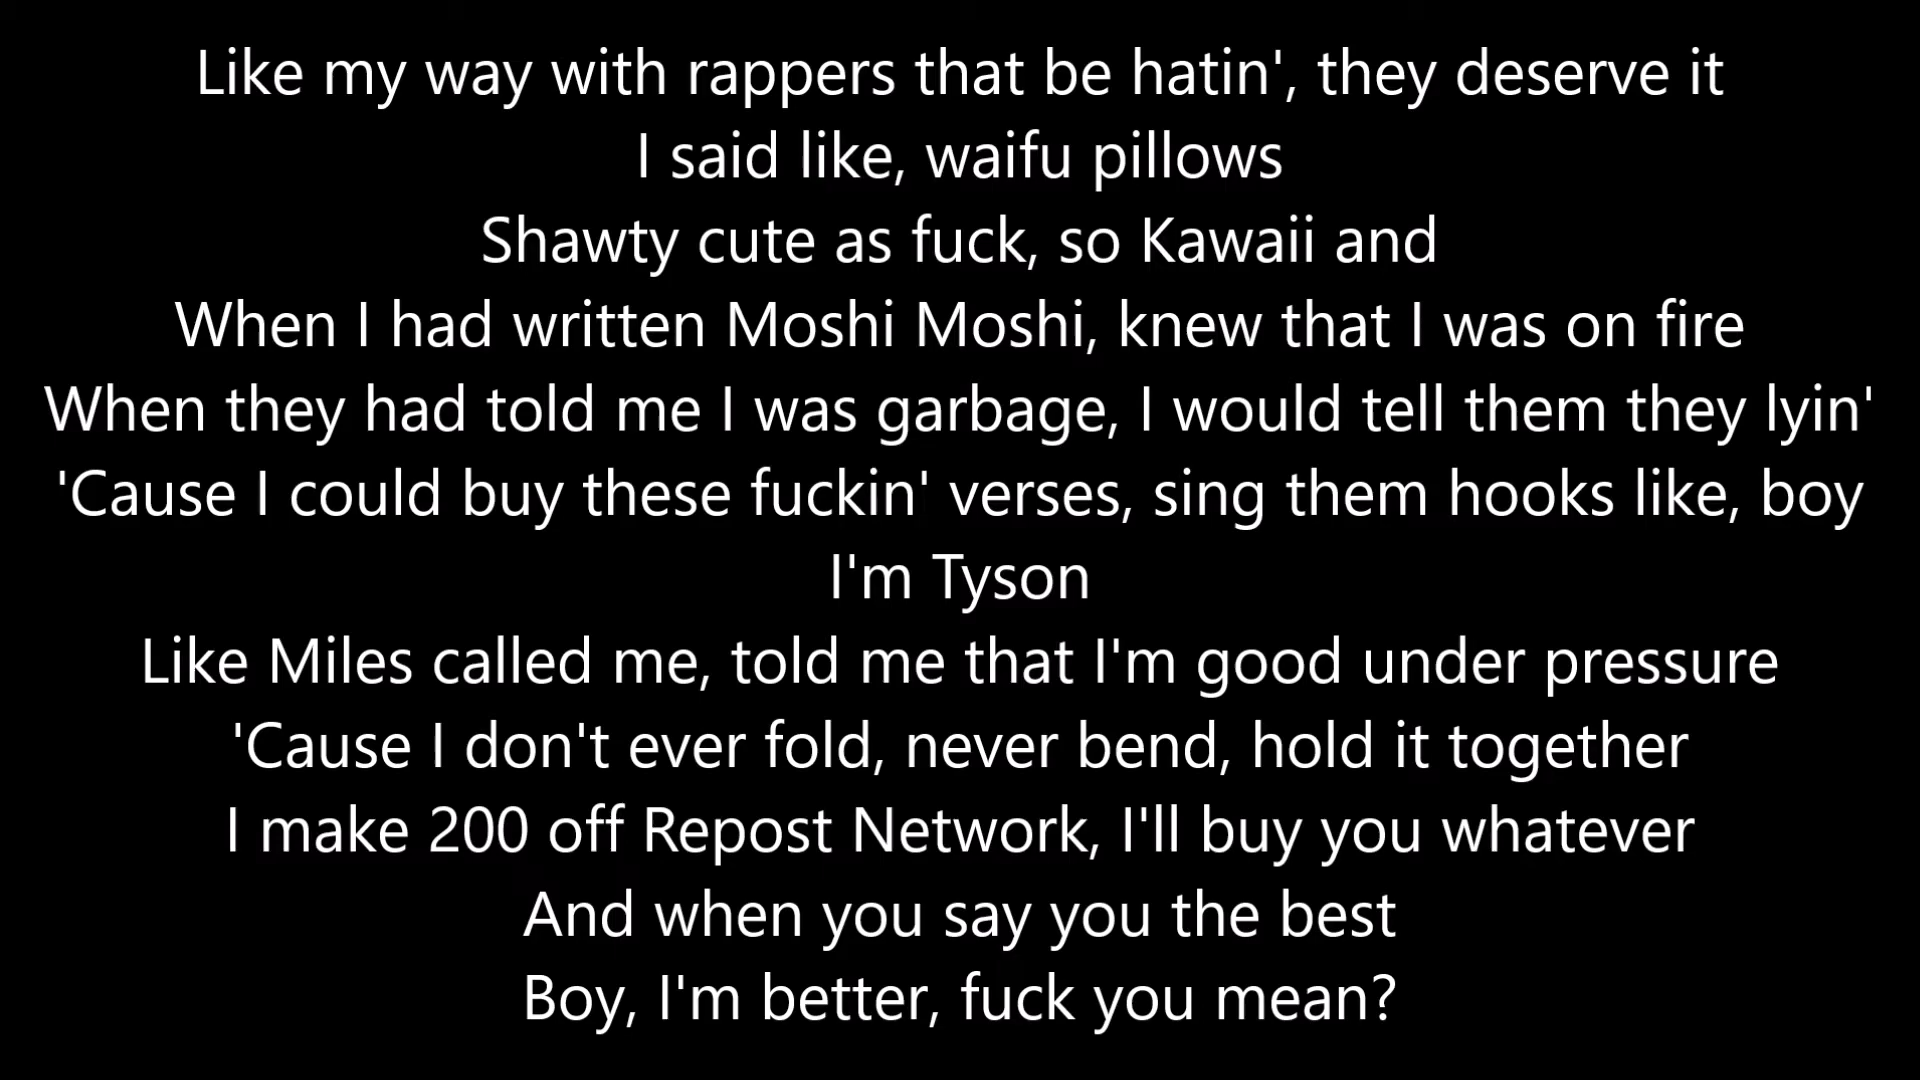 Like my way with rappers that be hatin', they deserve it
I said like, waifu pillows
Shawty cute as fuck, so Kawaii and
When I had written Moshi Moshi, knew that I was on fire
When they had told me I was garbage, I would tell them they lyin'
'Cause I could buy these fuckin' verses, sing them hooks like, boy
I'm Tyson
Like Miles called me, told me that I'm good under pressure
'Cause I don't ever fold, never bend, hold it together
I make 200 off Repost Network, I'll buy you whatever
And when you say you the best
Boy, I'm better, fuck you mean?